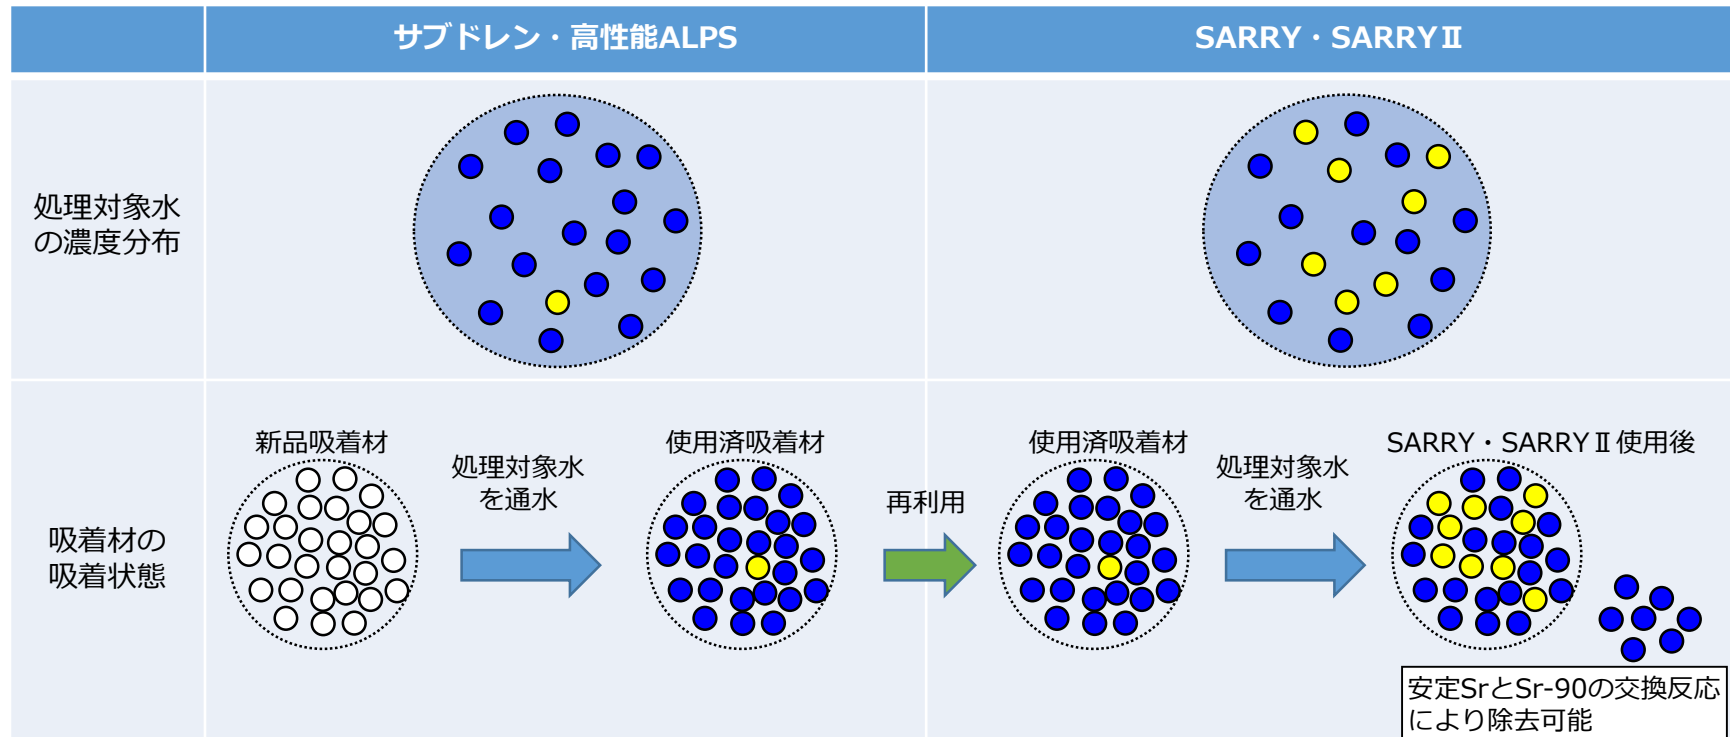 サブドレン・高性能ALPS
SARRY・SARRYⅡ
処理対象水
の濃度分布
吸着材の
吸着状態
新品吸着材
処理対象水
を通水
使用済吸着材
再利用
使用済吸着材
処理対象水
を通水
SARRY・SARRYⅡ使用後
安定SrとSr-90の交換反応
により除去可能